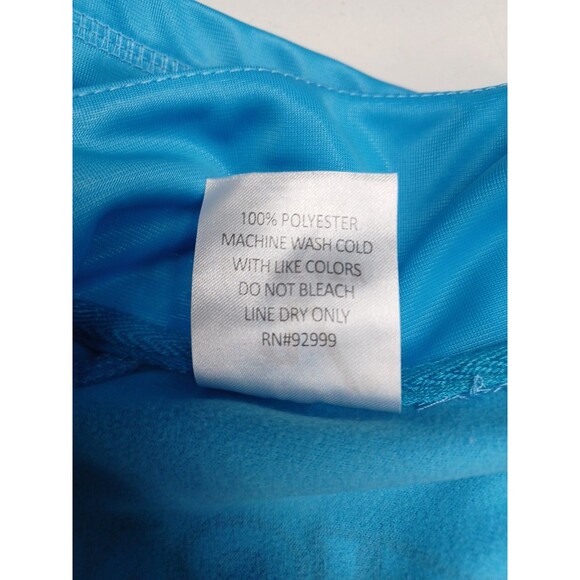 100% POLYESTER
MACHINE WASH COLD
WITH LIKE COLORS
DO NOT BLEACH
LINE DRY ONLY
RN#92999